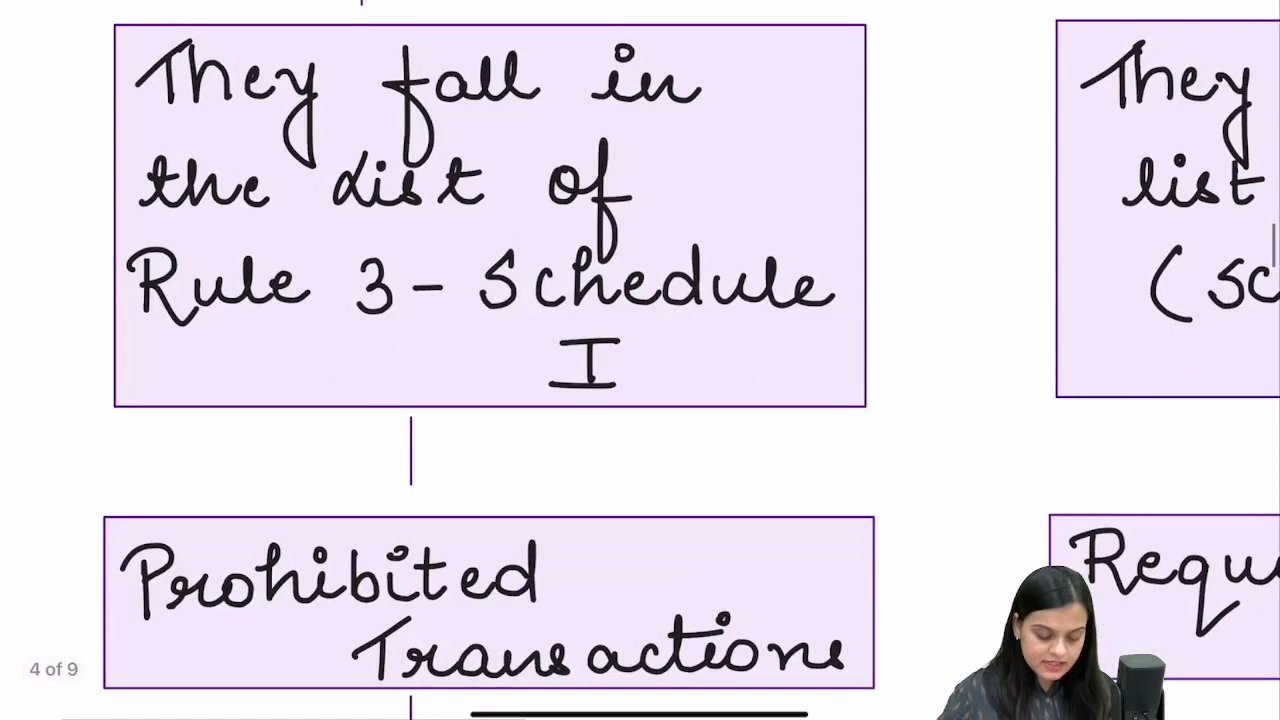 They fall in
the List of
Rule 3 - Schedule
I
Prohibited
Transactions
They
list
(Sc
Requ
4 of 9